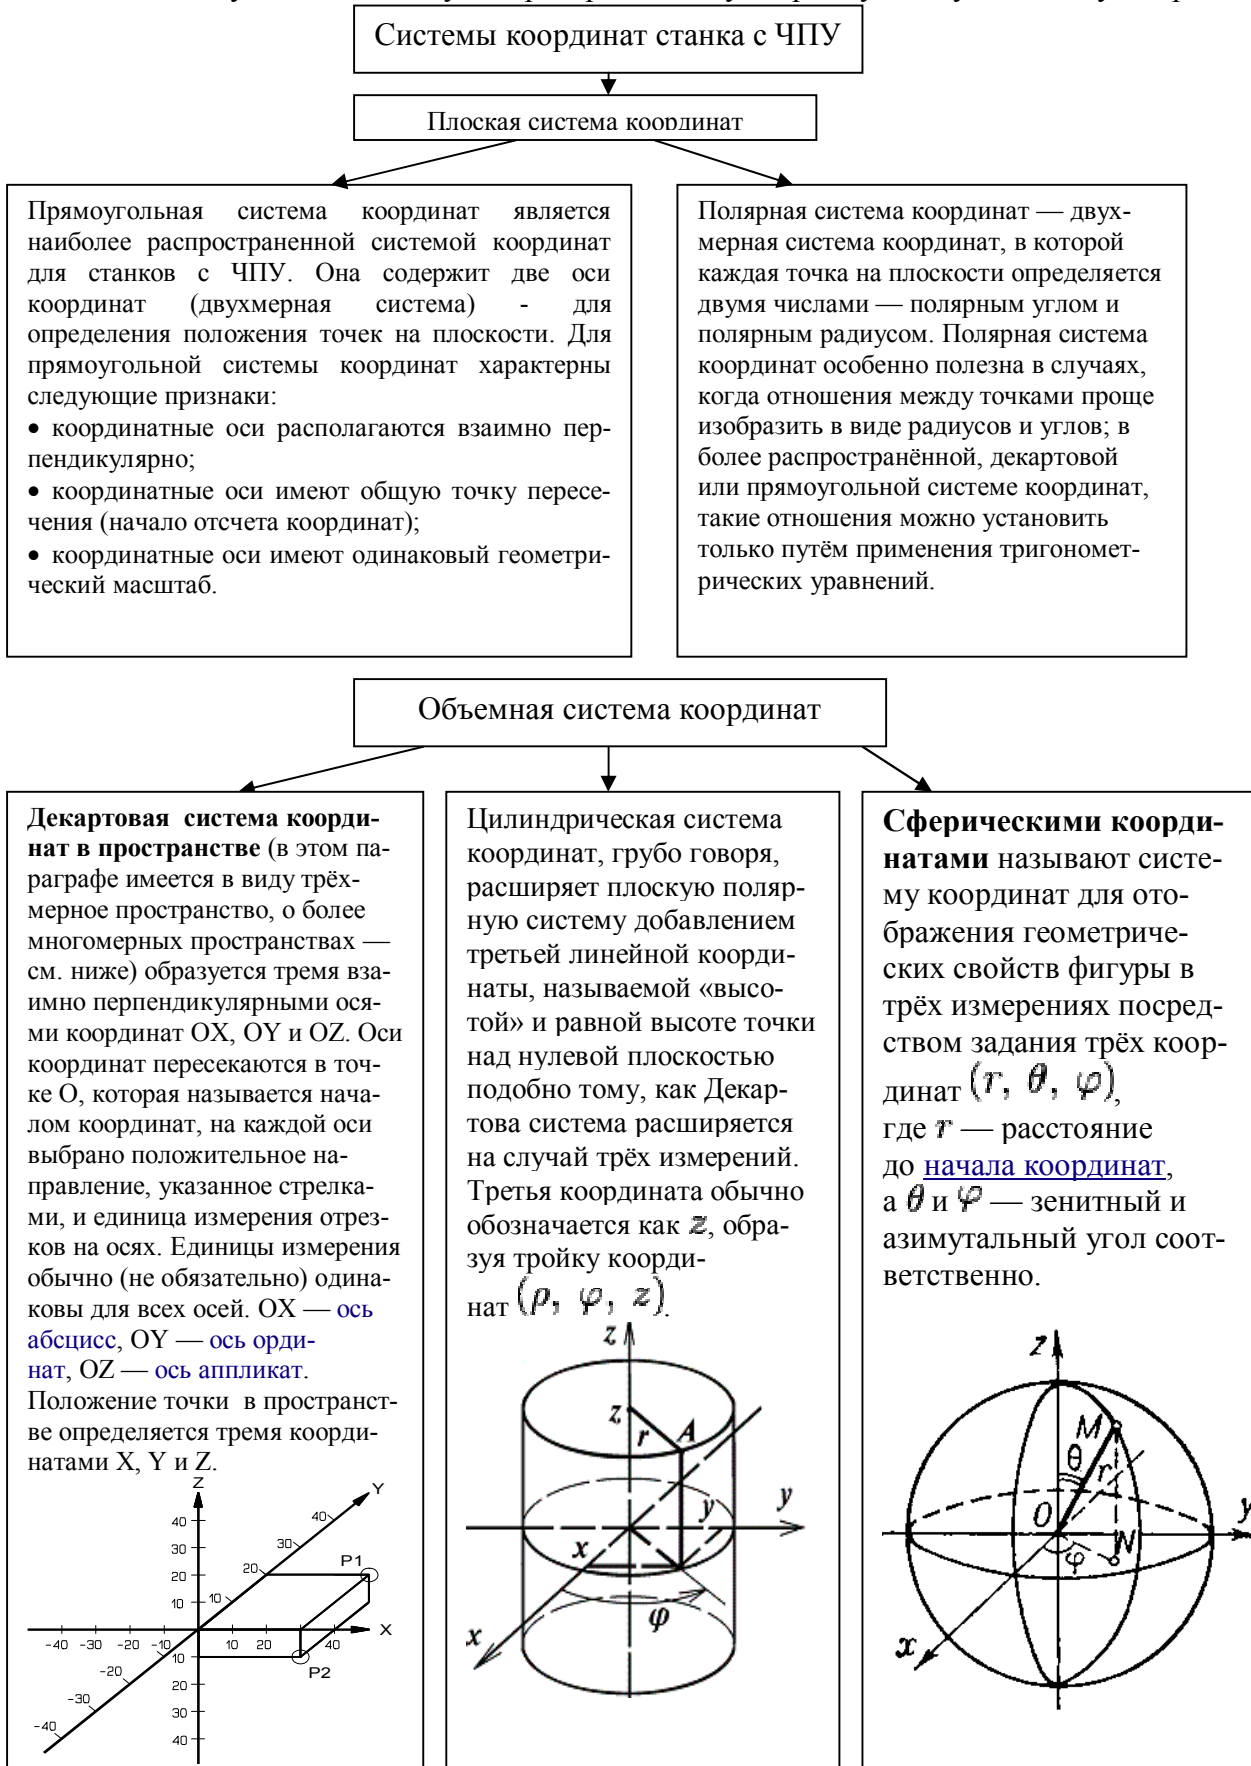 Системы координат станка с ЧПУ
Плоская система координат
Прямоугольная система координат является
наиболее распространенной системой координат
для станков с ЧПУ. Она содержит две оси
координат (двухмерная система) - для
определения положения точек на плоскости. Для
прямоугольной системы координат характерны
следующие признаки:
• координатные оси располагаются взаимно пер-
пендикулярно;
• координатные оси имеют общую точку пересе-
чения (начало отсчета координат);
• координатные оси имеют одинаковый геометри-
ческий масштаб.
Полярная система координат — двух-
мерная система координат, в которой
каждая точка на плоскости определяется
двумя числами — полярным углом и
полярным радиусом. Полярная система
координат особенно полезна в случаях,
когда отношения между точками проще
изобразить в виде радиусов и углов; в
более распространённой, декартовой
или прямоугольной системе координат,
такие отношения можно установить
только путём применения тригономет-
рических уравнений.
Объемная система координат
Декартовая система коорди-
нат в пространстве (в этом па-
раграфе имеется в виду трёх-
мерное пространство, о более
многомерных пространствах —
см. ниже) образуется тремя вза-
имно перпендикулярными ося-
ми координат OX, OY и OZ. Оси
координат пересекаются в точ-
ке O, которая называется нача-
лом координат, на каждой оси
выбрано положительное на-
правление, указанное стрелка-
ми, и единица измерения отрез-
ков на осях. Единицы измерения
обычно (не обязательно) одина-
ковы для всех осей. OX — ось
абсцисс, OY — ось орди-
нат, OZ — ось аппликат.
Положение точки в пространст-
ве определяется тремя коорди-
натами X, Y и Z.
Z
Y
40
30
20
10
40
30
20
10
P1
X
-40 -30 -20 -10
10 20 40
10
20
30
40
P2
-20
-30
-40
Цилиндрическая система
координат, грубо говоря,
расширяет плоскую поляр-
ную систему добавлением
третьей линейной коорди-
наты, называемой «высо-
той» и равной высоте точки
над нулевой плоскостью
подобно тому, как Декар-
това система расширяется
на случай трёх измерений.
Третья координата обычно
обозначается как z, обра-
зуя тройку коорди-
нат (ρ, φ, z).
z
z
r
A
y
y
x
x
φ
Сферическими коорди-
натами называют систе-
му координат для ото-
бражения геометриче-
ских свойств фигуры в
трёх измерениях посред-
ством задания трёх коор-
динат (r, θ, φ),
где r — расстояние
до начала координат,
а θ и φ — зенитный и
азимутальный угол соот-
ветственно.
z
M
θ
r
O
y
N
φ
x